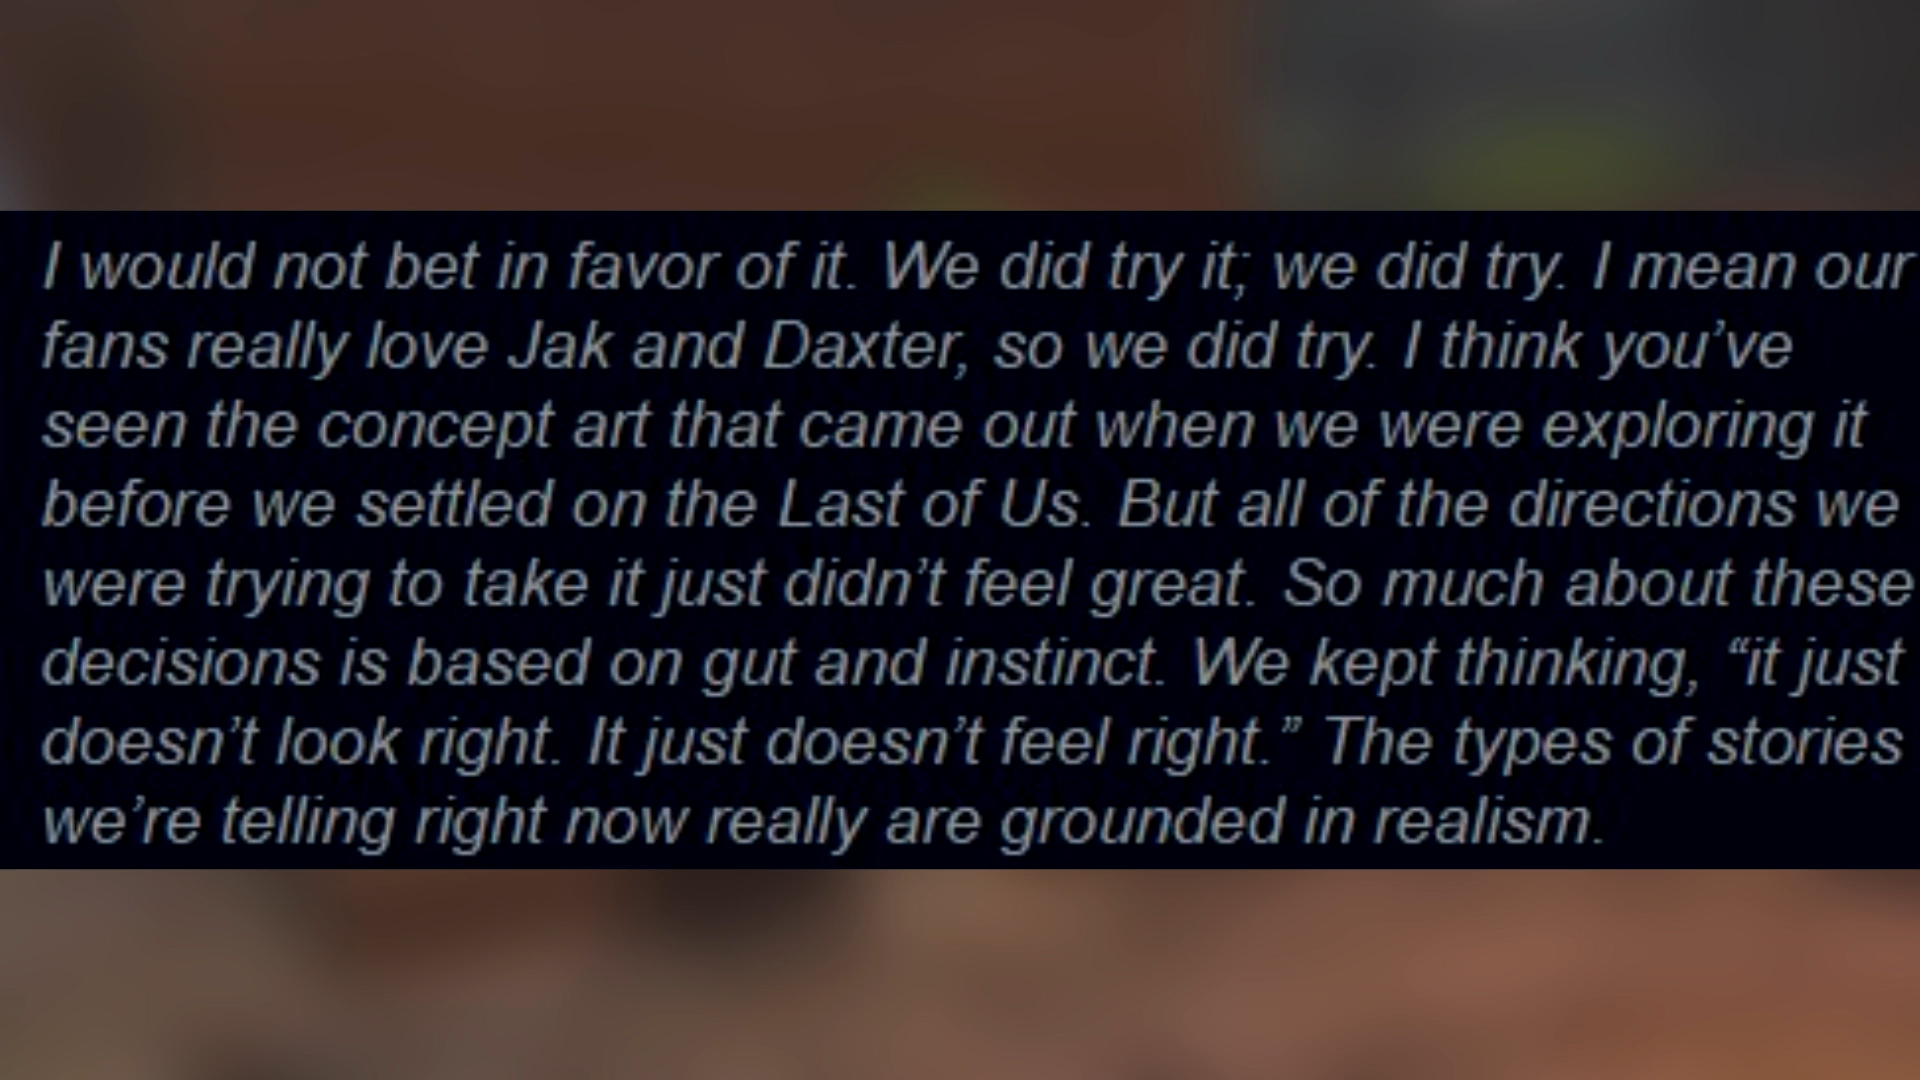 I would not bet in favor of it. We did try it; we did try. I mean our
fans really love Jak and Daxter, so we did try. I think you’ve
seen the concept art that came out when we were exploring it
before we settled on the Last of Us. But all of the directions we
were trying to take it just didn’t feel great. So much about these
decisions is based on gut and instinct. We kept thinking, “it just
doesn’t look right. It just doesn’t feel right.” The types of stories
we’re telling right now really are grounded in realism.